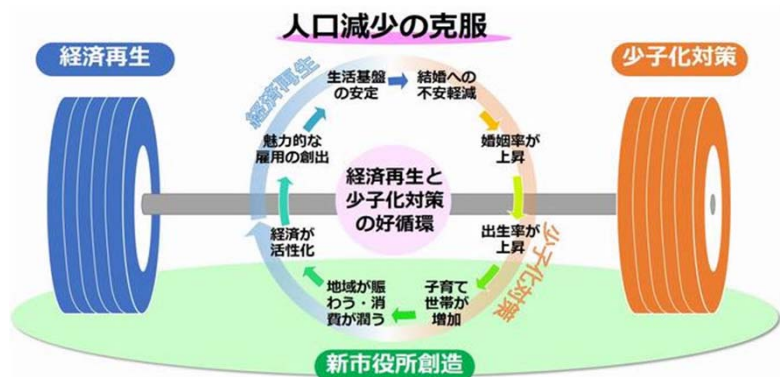 人口減少の克服
経済再生
少子化対策
経済再生
生活基盤
の安定
結婚への
不安軽減
婚姻率が
上昇
出生率が
上昇
子育て
世帯が
増加
地域が賑
わう・消
費が潤う
経済が
活性化
魅力的な
雇用の創出
経済再生と
少子化対策
の好循環
少子化対策
新市役所創造